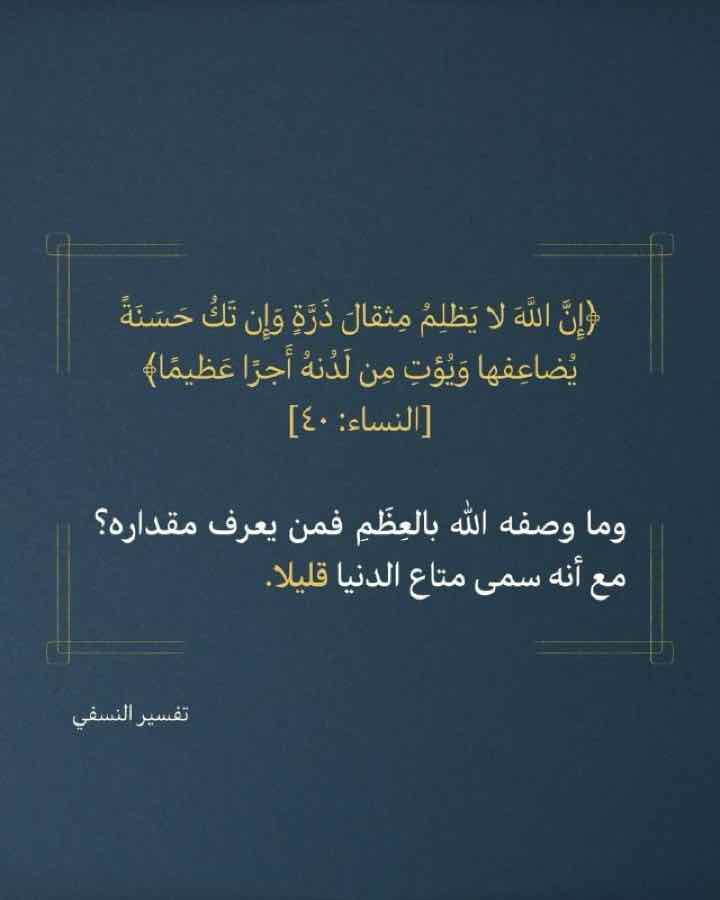 ﴿إِنَّ اللَّهَ لا يَظلِمُ مِثقالَ ذَرَّةٍ وَإِن تَكُ حَسَنَةً
يُضاعِفها وَيُؤتِ مِن لَدُنهُ أَجرًا عَظيمًا﴾
[النساء: ٤٠]
وما وصفه الله بالعِظَمِ فمن يعرف مقداره؟
مع أنه سمى متاع الدنيا قليلا.
تفسير النسفي